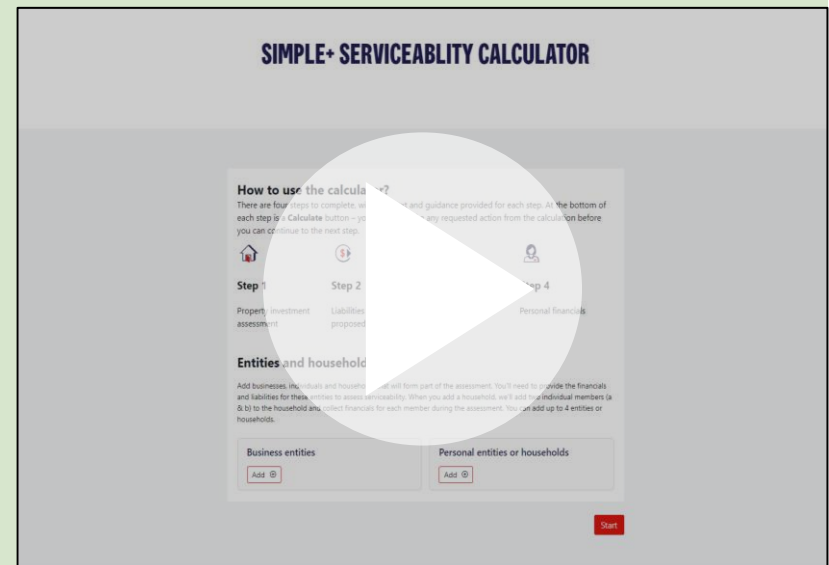 SIMPLE+ SERVICEABLITY CALCULATOR
How to use the calculator?
There are four steps to complete, and guidance provided for each step. At the bottom of
each step is a Calculate button – any requested action from the calculation before
you can continue to the next step.
Step 1
Step 2
Step 4
Property investment
assessment
Liabilities
proposed
Personal financials
Entities and household
Add businesses, individuals and households that will form part of the assessment. You'll need to provide the financials
and liabilities for these entities to assess serviceability. When you add a household, we'll add two individual members (a
& b) to the household and collect financials for each member during the assessment. You can add up to 4 entities or
households.
Business entities
Add
Personal entities or households
Add
Start